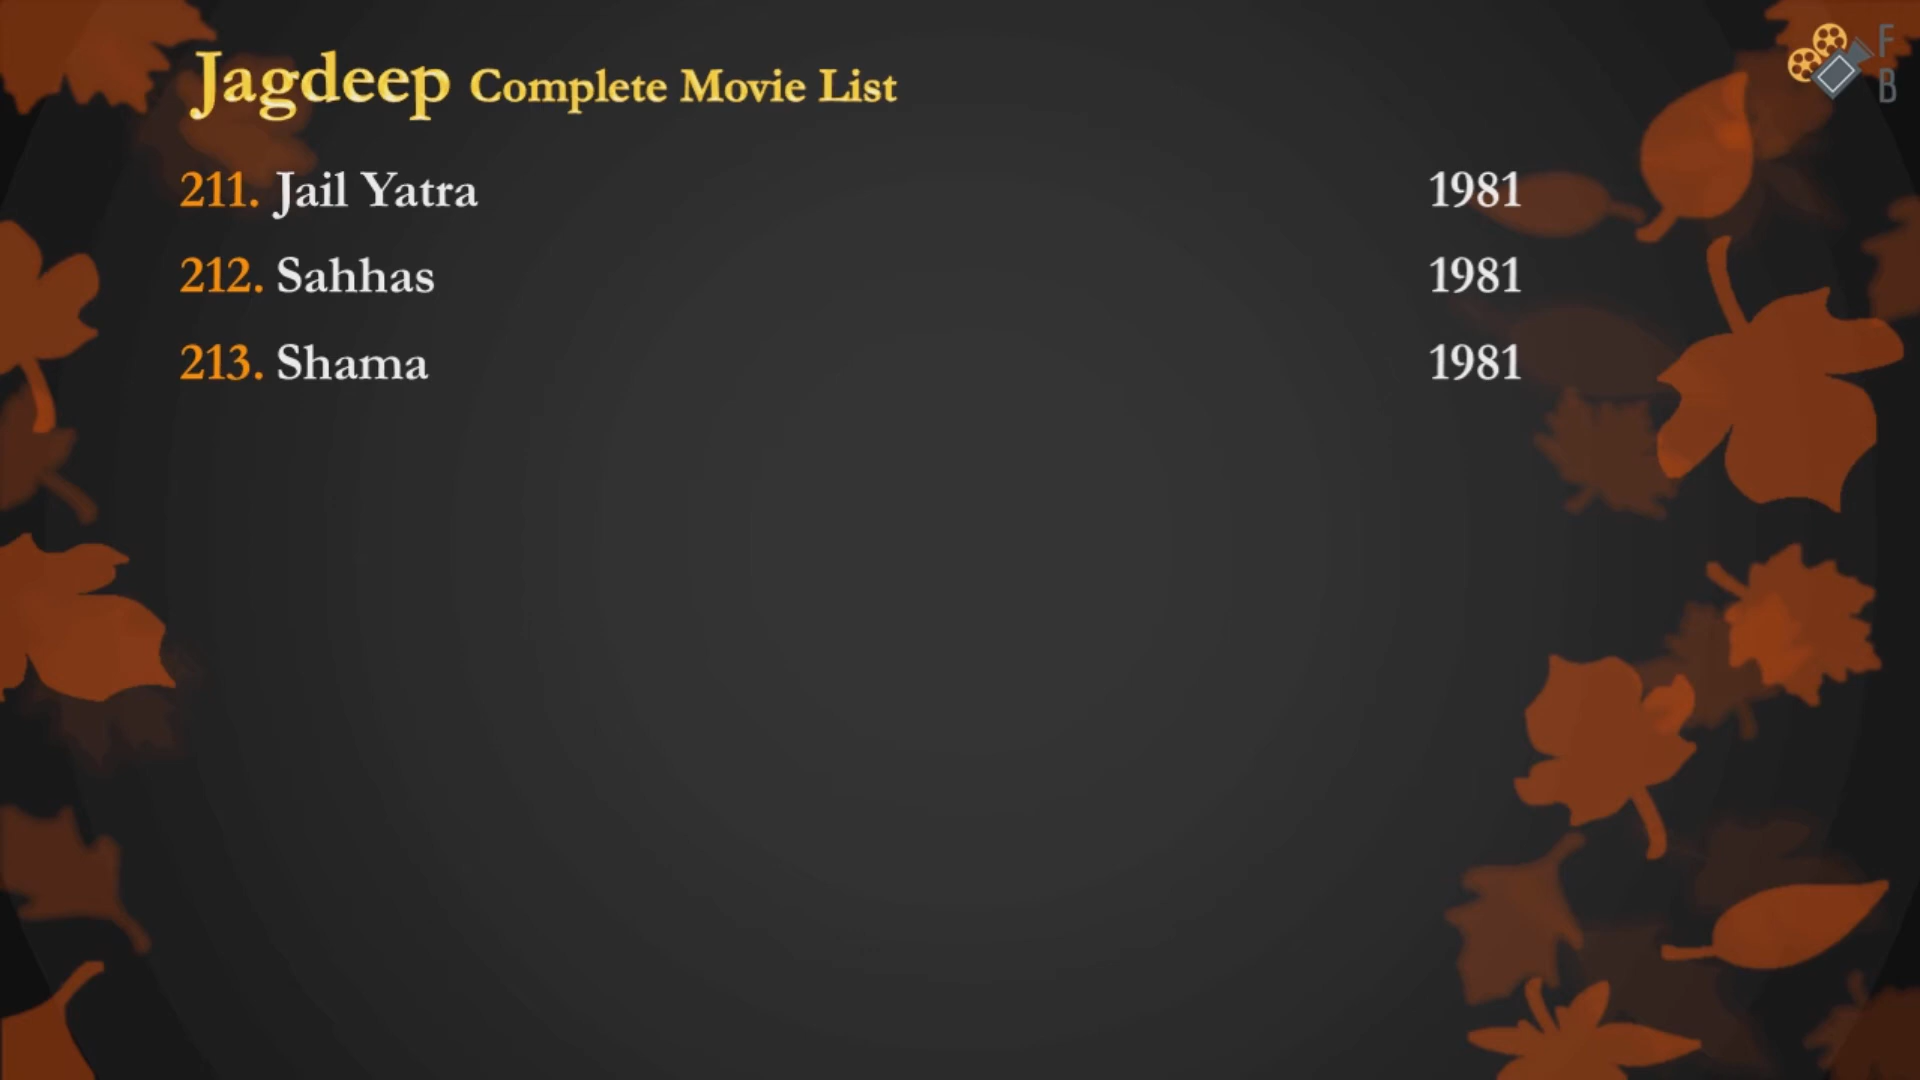 Jagdeep Complete Movie List
F
B
211. Jail Yatra 1981
212. Sahhas 1981
213. Shama 1981